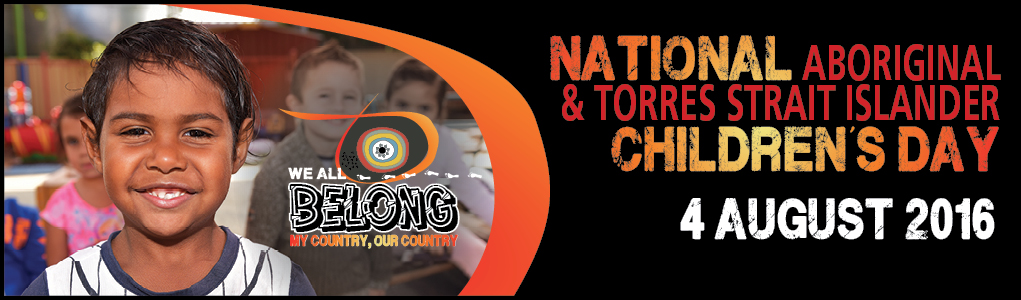 WE ALL
BELONG
MY COUNTRY, OUR COUNTRY
NATIONAL ABORIGINAL
& TORRES STRAIT ISLANDER
CHILDREN'S DAY
4 AUGUST 2016